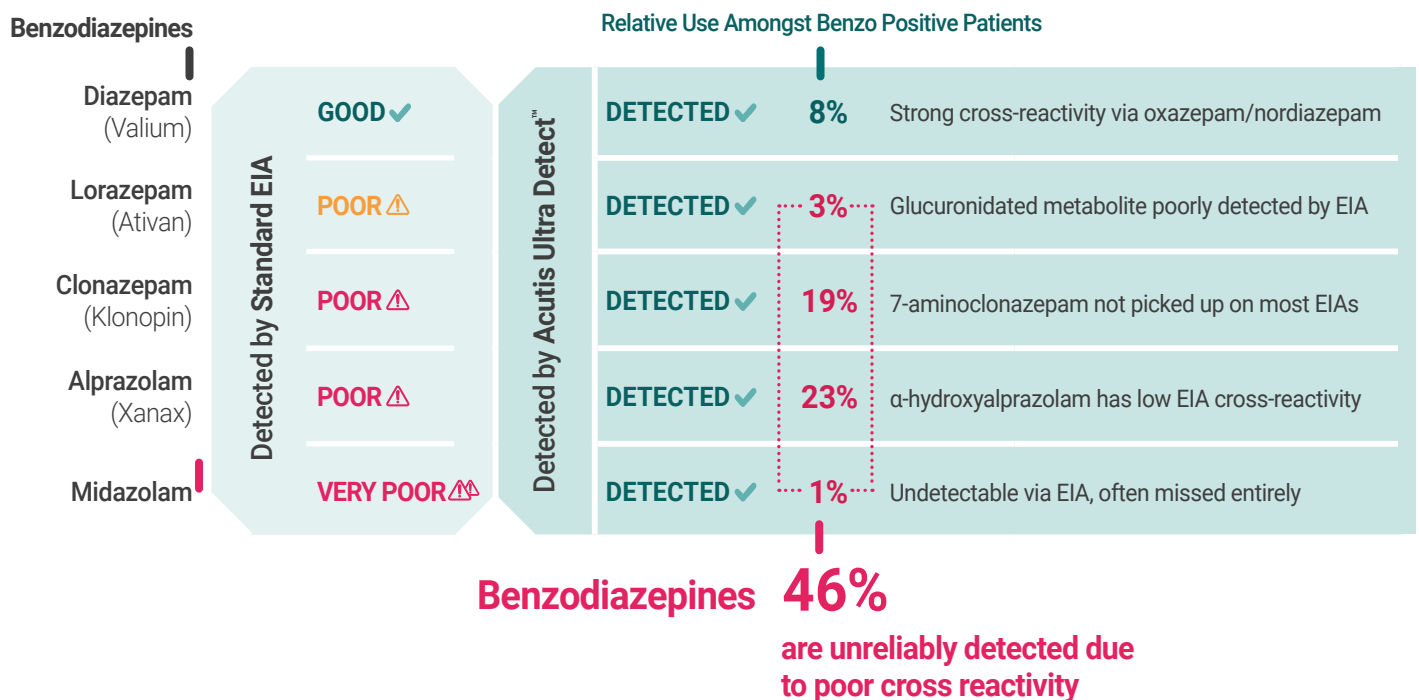 Benzodiazepines
Relative Use Amongst Benzo Positive Patients
Detected by Standard EIA
Detected by Acutis Ultra Detect™
Diazepam
(Valium)
GOOD
DETECTED
8%
Strong cross-reactivity via oxazepam/nordiazepam
Lorazepam
(Ativan)
POOR
DETECTED
3%
Glucuronidated metabolite poorly detected by EIA
Clonazepam
(Klonopin)
POOR
DETECTED
19%
7-aminoclonazepam not picked up on most EIAs
Alprazolam
(Xanax)
POOR
DETECTED
23%
α-hydroxyalprazolam has low EIA cross-reactivity
Midazolam
VERY POOR
DETECTED
1%
Undetectable via EIA, often missed entirely
Benzodiazepines 46%
are unreliably detected due
to poor cross reactivity